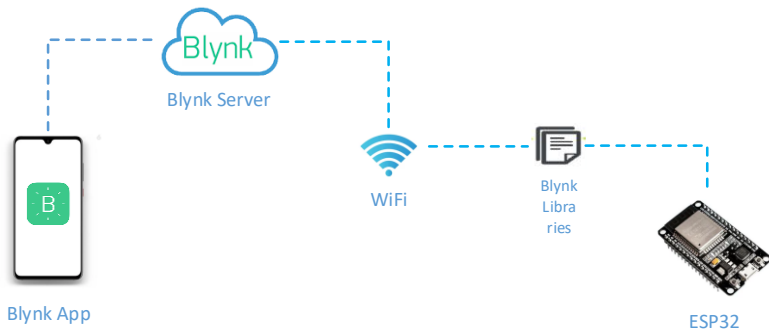 Blynk
Blynk Server
B
WiFi
Blynk
Libra
ries
Blynk App
ESP32